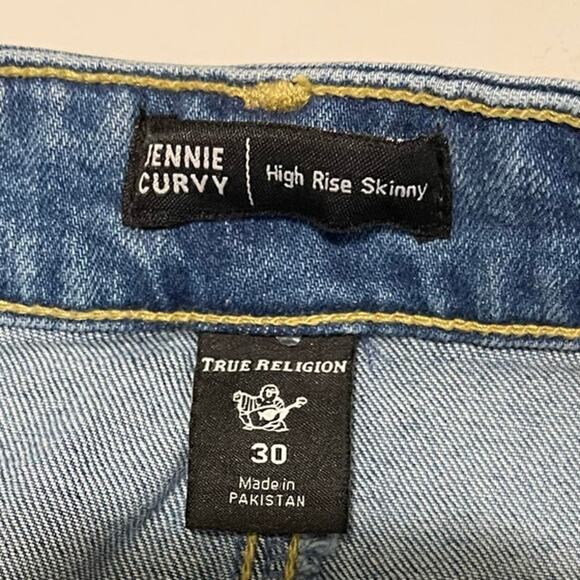 JENNIE
CURVY
High Rise Skinny
TRUE RELIGION
30
Made in
PAKISTAN